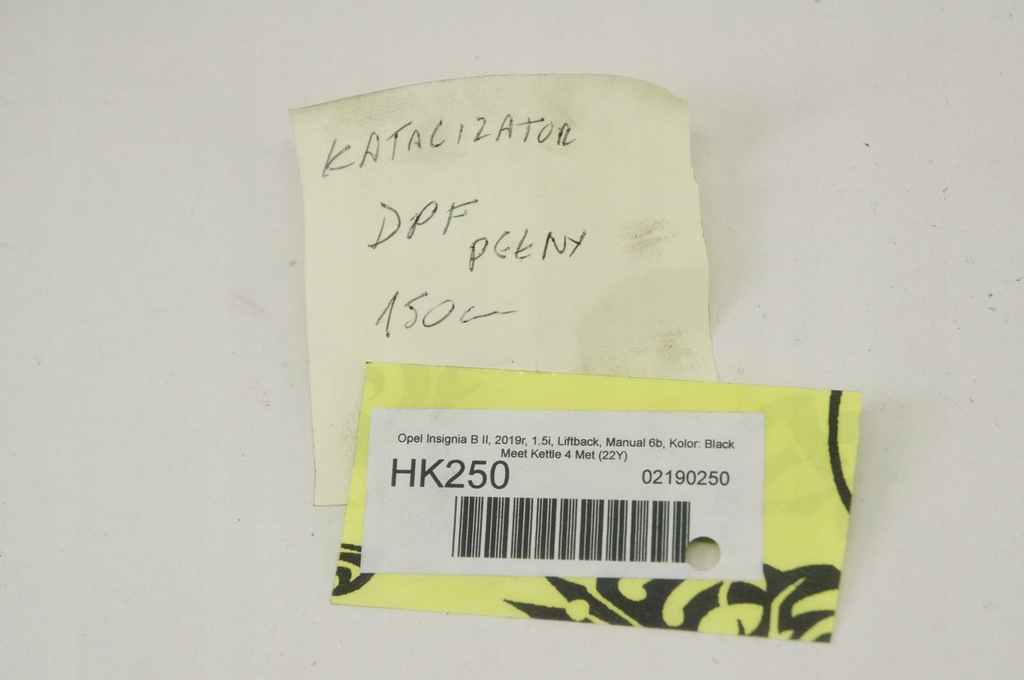 KATALIZATOR
DPF
PEŁNY
150cm
Opel Insignia B II, 2019r, 1.5i, Liftback, Manual 6b, Kolor: Black
Meet Kettle 4 Met (22Y)
HK250 02190250